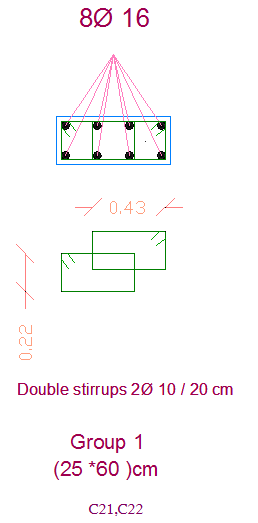 8Ø 16
0.43
0.22
Double stirrups 2Ø 10 / 20 cm
Group 1
(25 *60 )cm
C21,C22